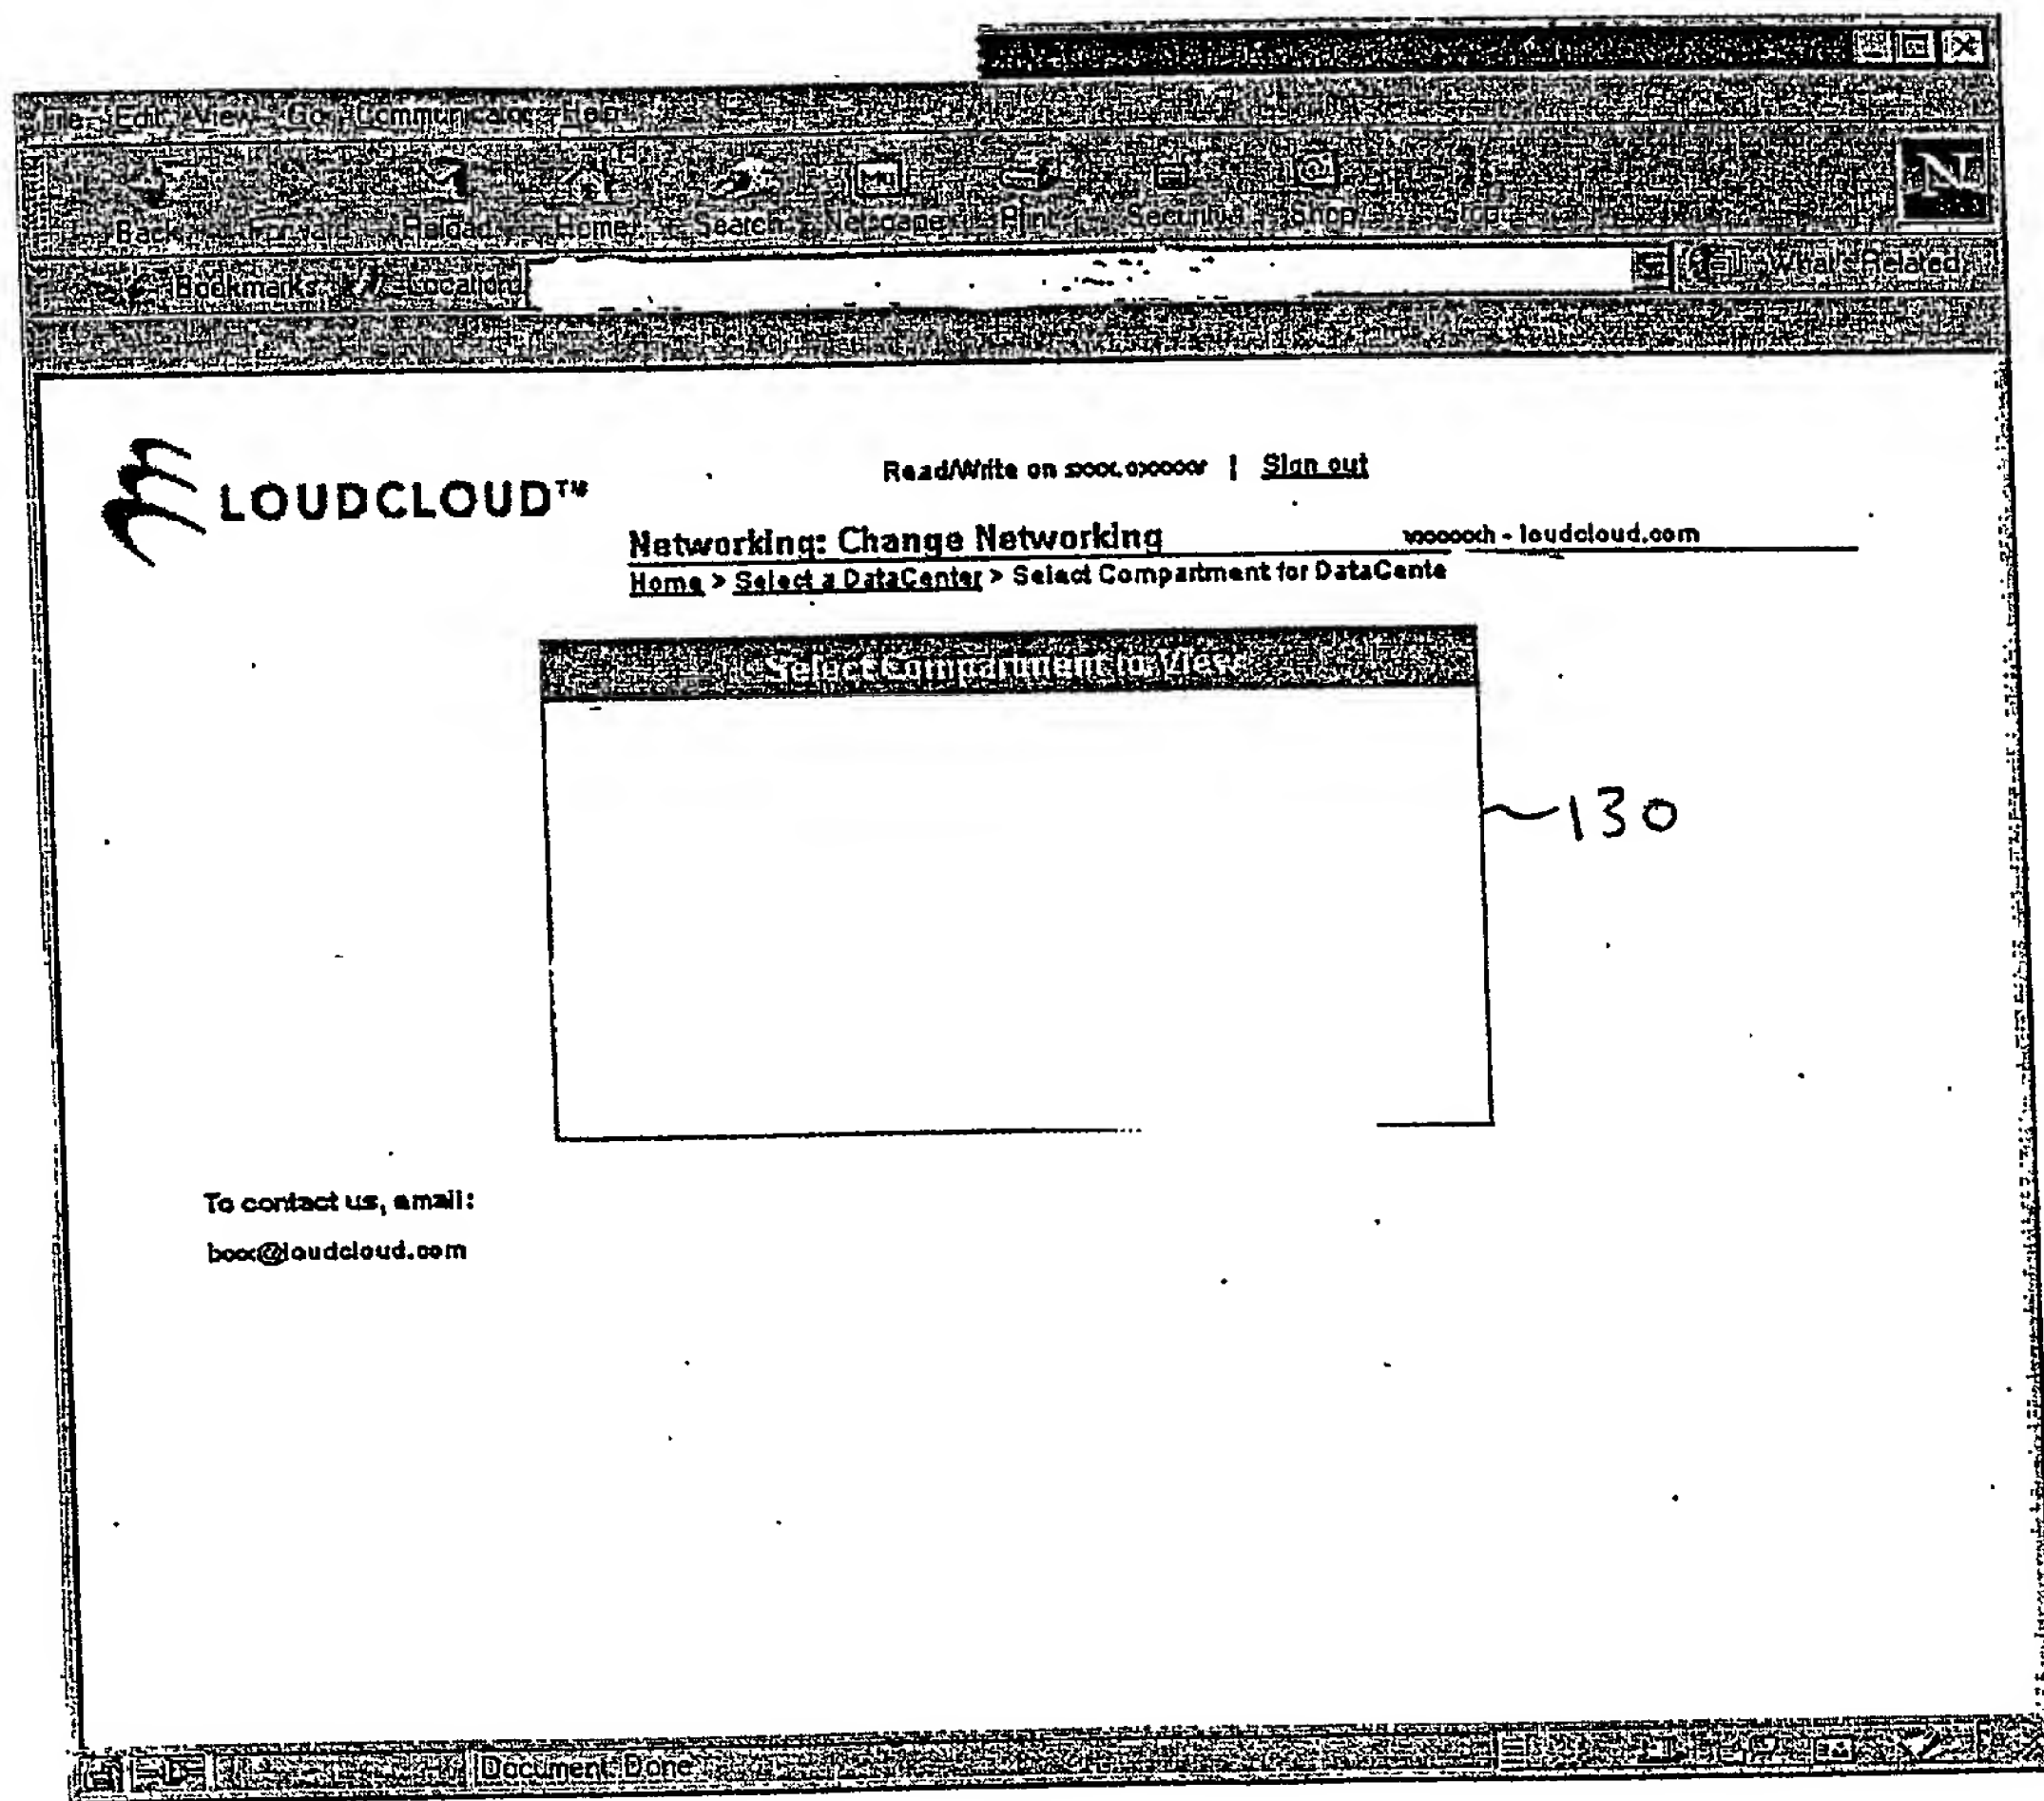 File Edit View Go Communicator Help
Back Forward Reload Home Search Netscape Print Security Shop Stop
N
Bookmarks Location: What's Related
LOUDCLOUD™
Read/Write on | Sign out
Networking: Change Networking
- loudcloud.com
Home > Select a DataCenter > Select Compartment for DataCente
Select Compartment to View
130
To contact us, email:
bxxx@loudcloud.com
Document: Done